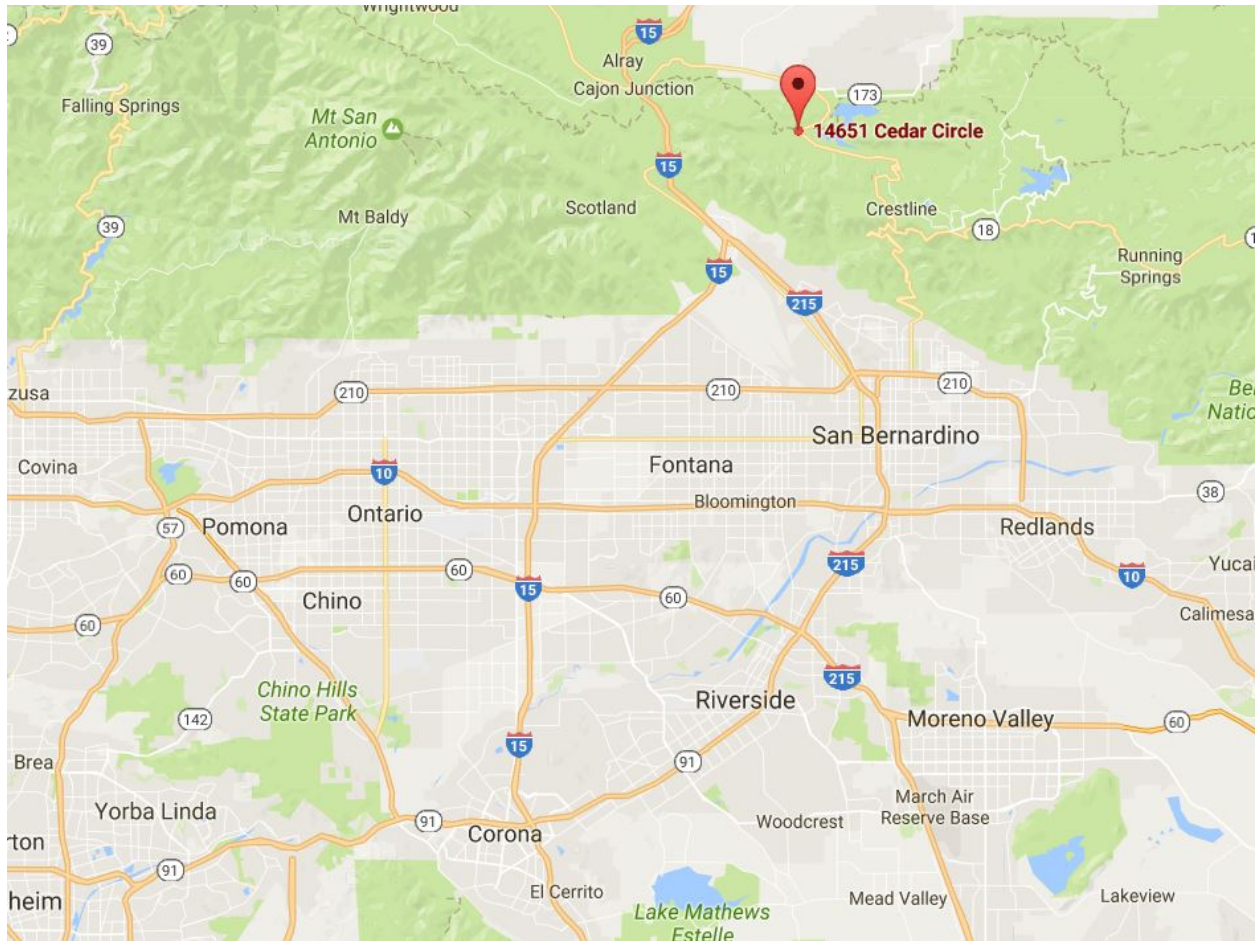 Wrightwood
39
15
Alray
Cajon Junction
173
Falling Springs
Mt San
Antonio
14651 Cedar Circle
15
Scotland
Mt Baldy
39
Crestline
18
Running
Springs
15
215
zusa
210
210
210
San Bernardino
Covina
10
Fontana
Bloomington
38
57
Pomona
Ontario
Redlands
60
60
60
15
60
215
10
Yucai
Chino
Calimesa
60
Chino Hills
State Park
142
215
Riverside
Moreno Valley
60
15
91
Brea
Yorba Linda
March Air
Reserve Base
rton
91
Corona
Woodcrest
91
El Cerrito
Mead Valley
Lakeview
heim
Lake Mathews
Estelle